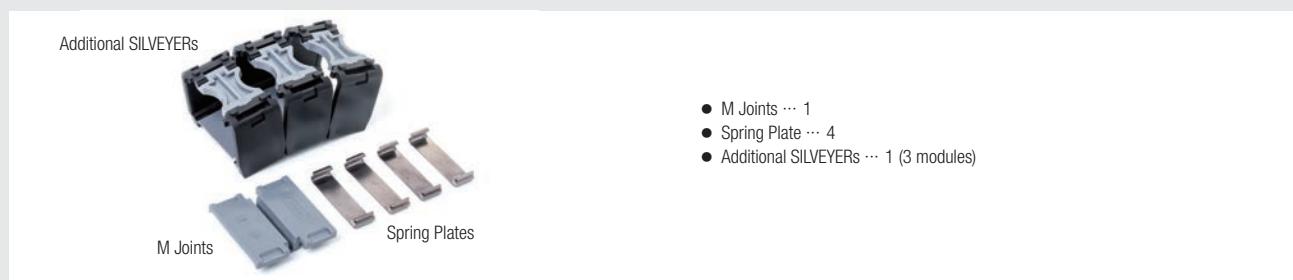 Additional SILVEYERs
M Joints
Spring Plates
● M Joints ··· 1
● Spring Plate ··· 4
● Additional SILVEYERs ··· 1 (3 modules)